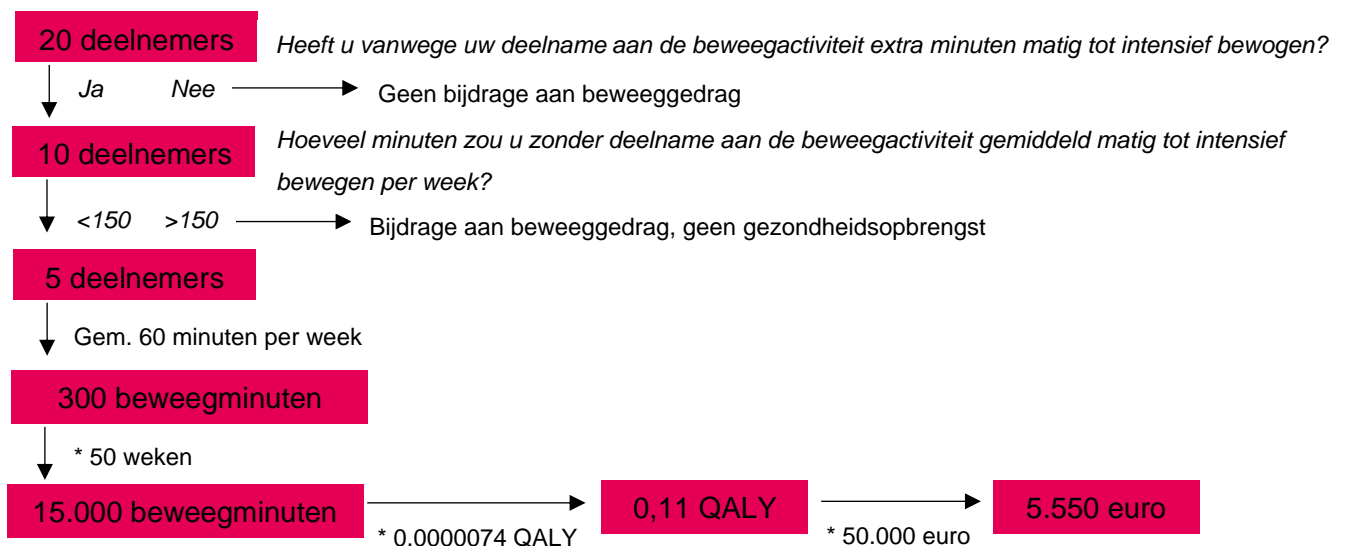 20 deelnemers
Heeft u vanwege uw deelname aan de beweegactiviteit extra minuten matig tot intensief bewogen?
Ja Nee
Geen bijdrage aan beweeggedrag
10 deelnemers
Hoeveel minuten zou u zonder deelname aan de beweegactiviteit gemiddeld matig tot intensief
bewegen per week?
<150 >150
Bijdrage aan beweeggedrag, geen gezondheidsopbrengst
5 deelnemers
Gem. 60 minuten per week
300 beweegminuten
* 50 weken
15.000 beweegminuten
* 0.0000074 QALY
0,11 QALY
* 50.000 euro
5.550 euro